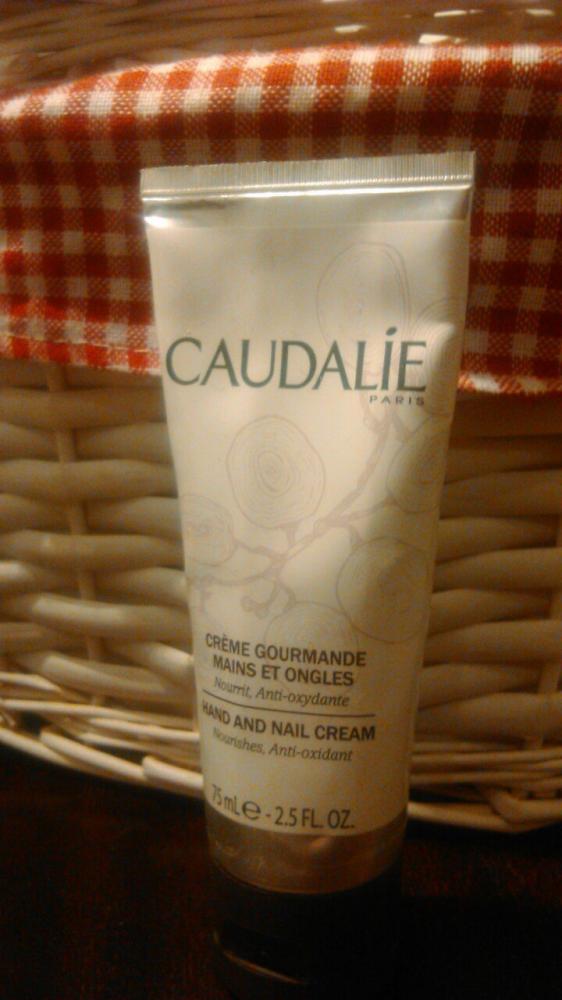 CAUDALÍE
PARIS
CRÈME GOURMANDE
MAINS ET ONGLES
Nourrit, Anti-oxydante
HAND AND NAIL CREAM
Nourishes, Anti-oxidant
75 mL e - 2.5 FL. OZ.